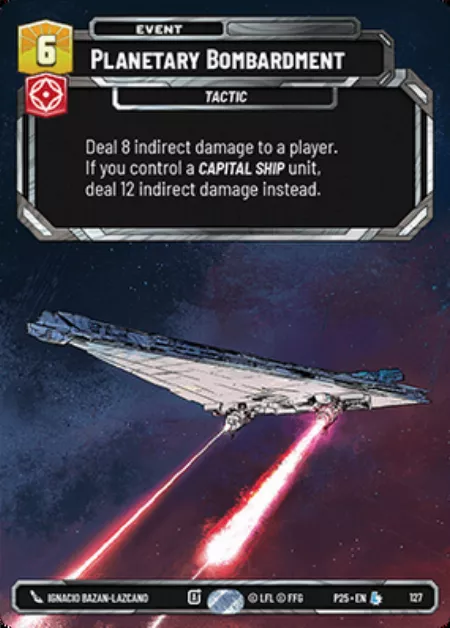 EVENT
6
PLANETARY BOMBARDMENT
TACTIC
Deal 8 indirect damage to a player.
If you control a CAPITAL SHIP unit,
deal 12 indirect damage instead.
IGNACIO BAZAN-LAZCANO
© LFL © FFG
P25 • EN
127